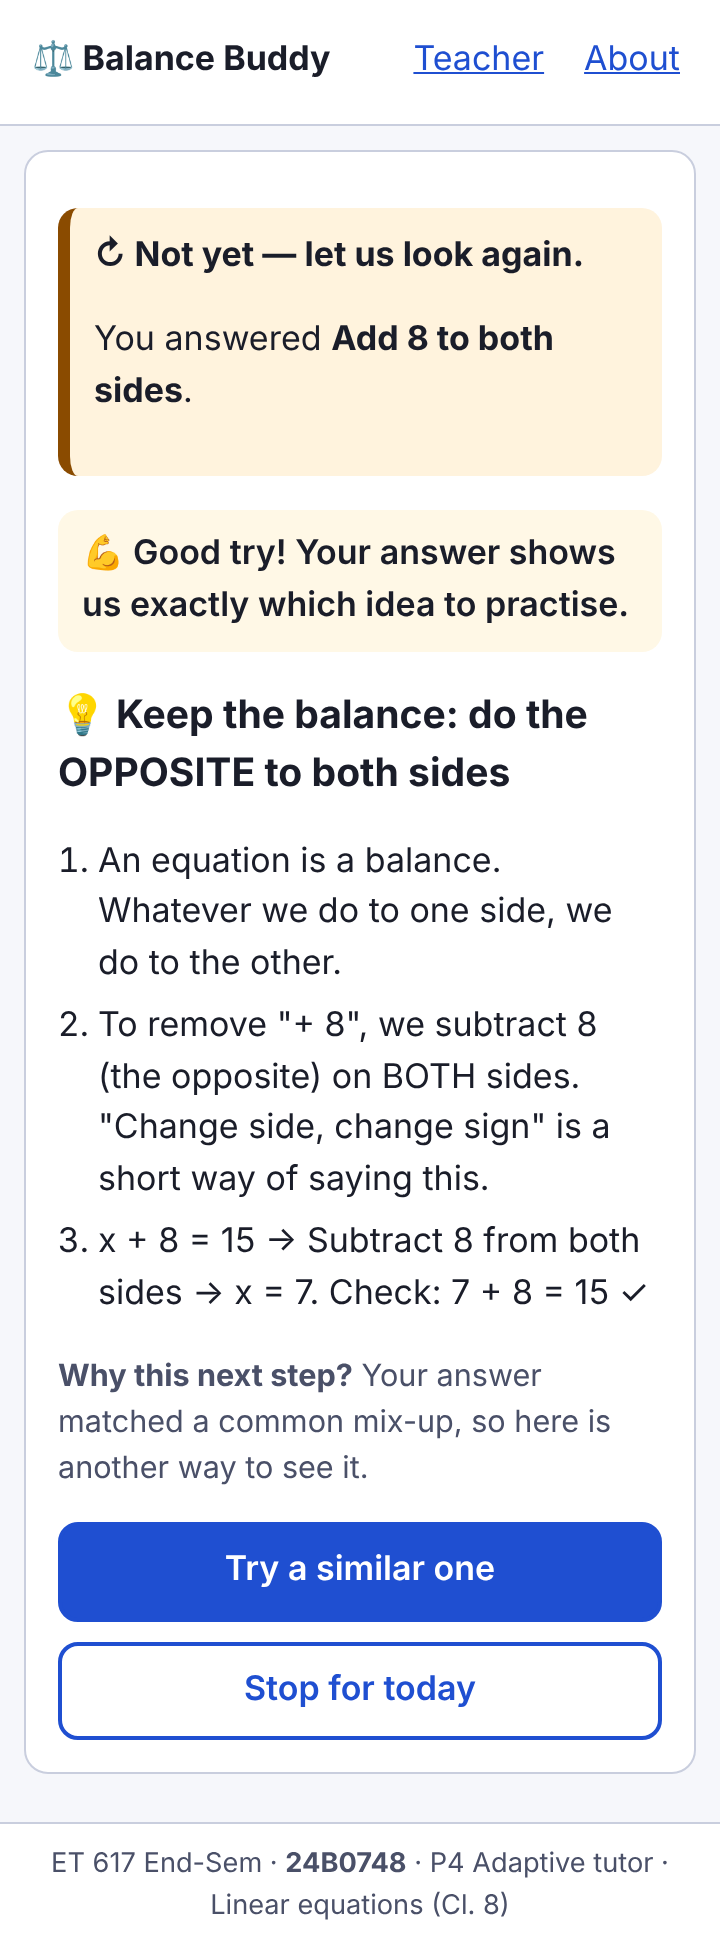 ⚖️ Balance Buddy Teacher About
↻ Not yet — let us look again.
You answered Add 8 to both
sides.
💪 Good try! Your answer shows
us exactly which idea to practise.
💡 Keep the balance: do the
OPPOSITE to both sides
1. An equation is a balance.
Whatever we do to one side, we
do to the other.
2. To remove "+ 8", we subtract 8
(the opposite) on BOTH sides.
"Change side, change sign" is a
short way of saying this.
3. x + 8 = 15 → Subtract 8 from both
sides → x = 7. Check: 7 + 8 = 15 ✓
Why this next step? Your answer
matched a common mix-up, so here is
another way to see it.
Try a similar one
Stop for today
ET 617 End-Sem · 24B0748 · P4 Adaptive tutor ·
Linear equations (Cl. 8)